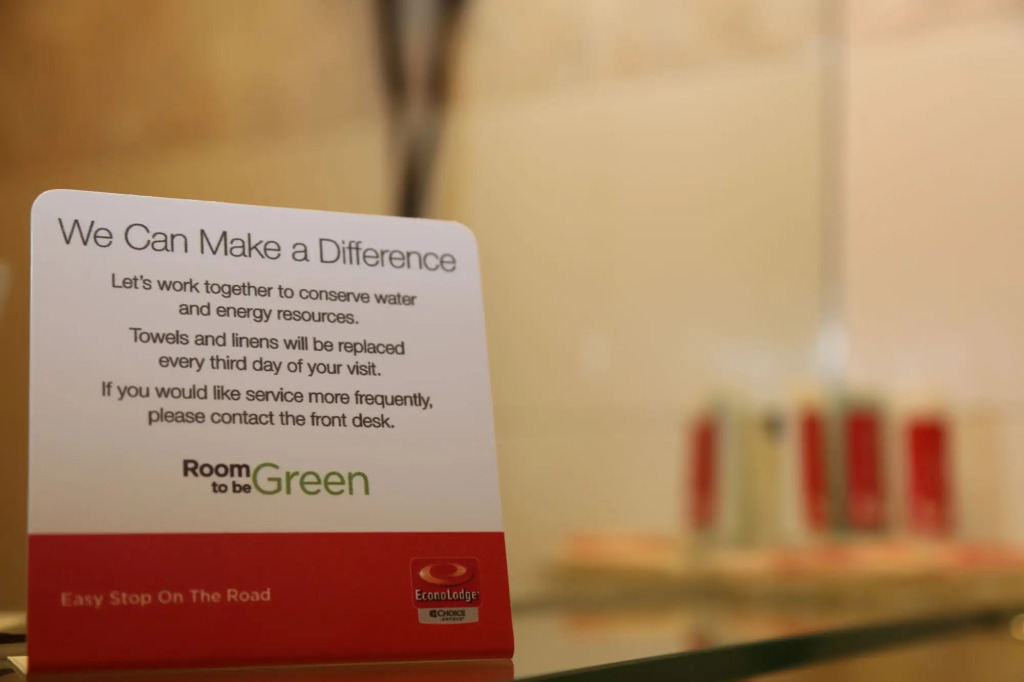 We Can Make a Difference
Let's work together to conserve water
and energy resources.
Towels and linens will be replaced
every third day of your visit.
If you would like service more frequently,
please contact the front desk.
Room
to be Green
Easy Stop On The Road
EconoLodge
CHOICE
HOTELS